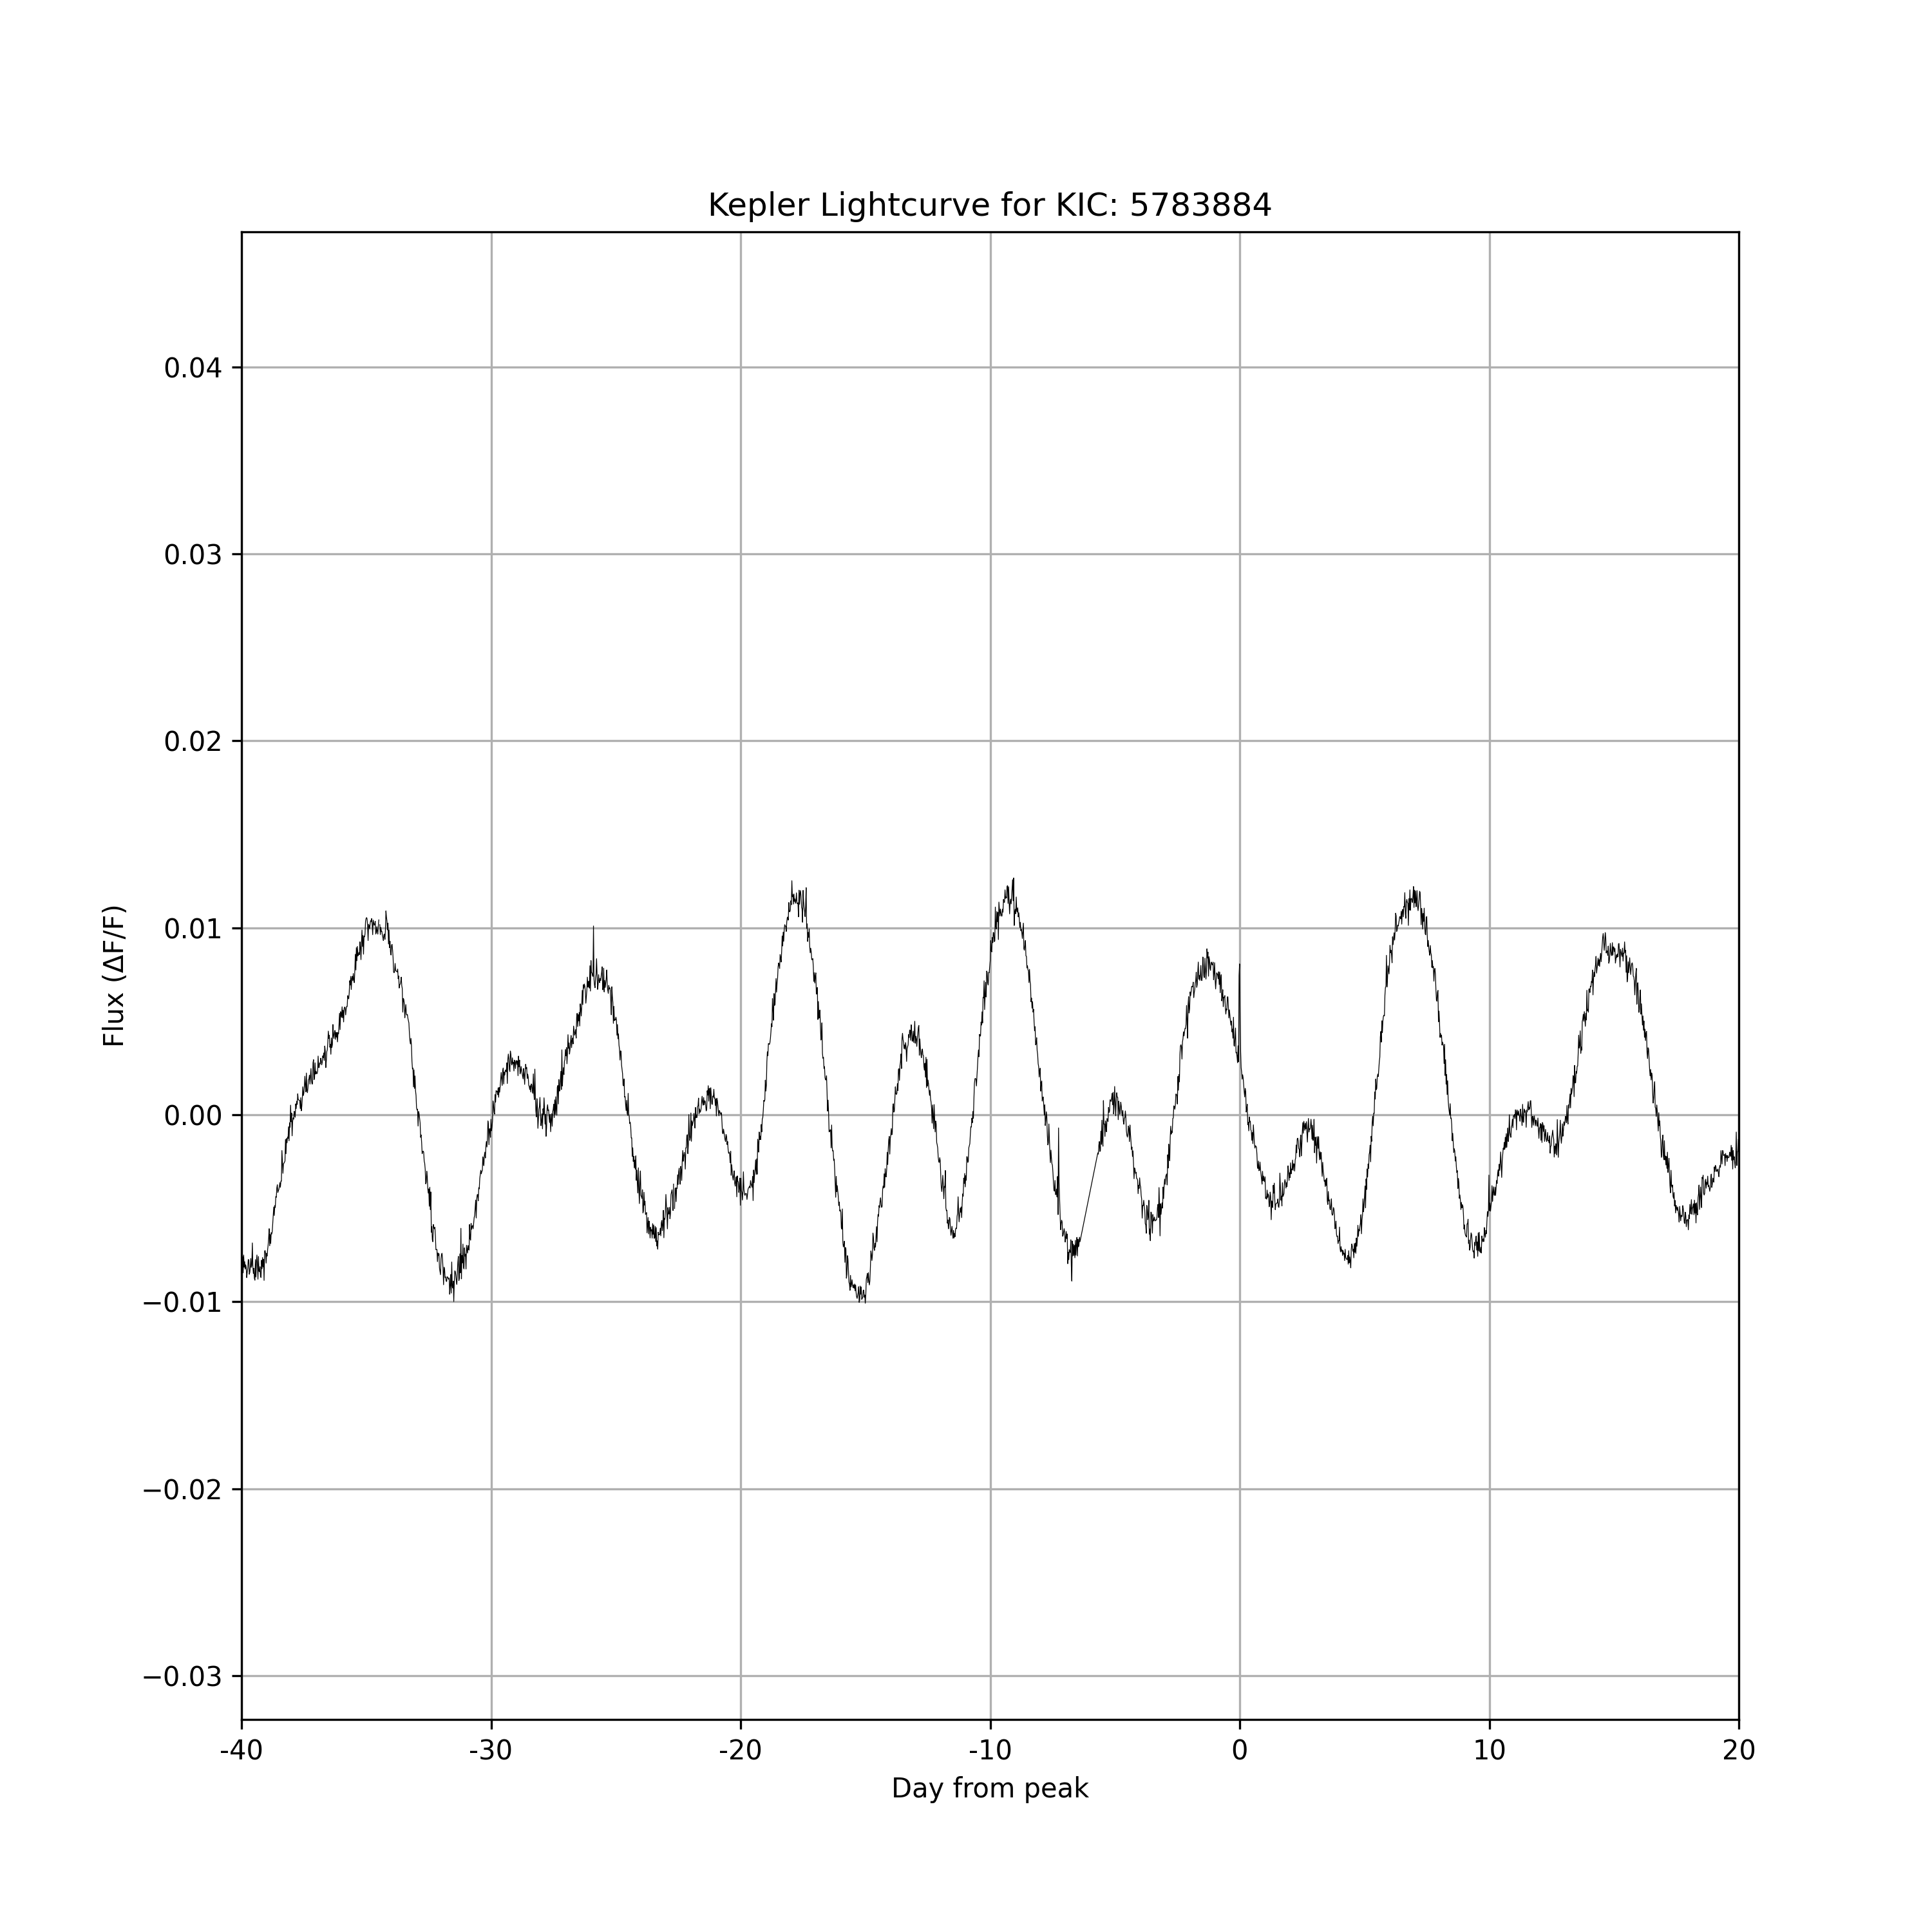 Kepler Lightcurve for KIC: 5783884
0.04
0.03
0.02
0.01
0.00
−0.01
−0.02
−0.03
Flux (ΔF/F)
-40 -30 -20 -10 0 10 20
Day from peak